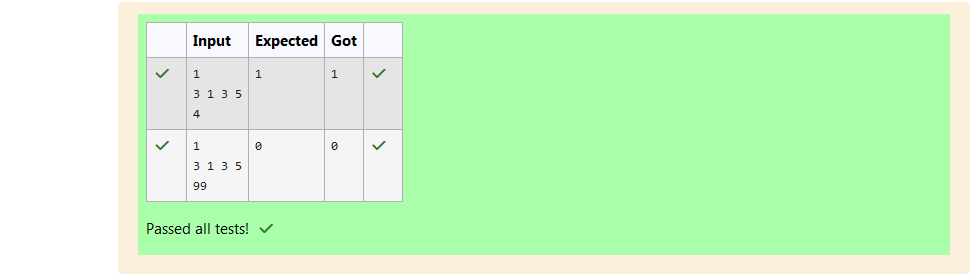 Input Expected Got
1 1 1
3 1 3 5
4
1 0 0
3 1 3 5
99
Passed all tests!